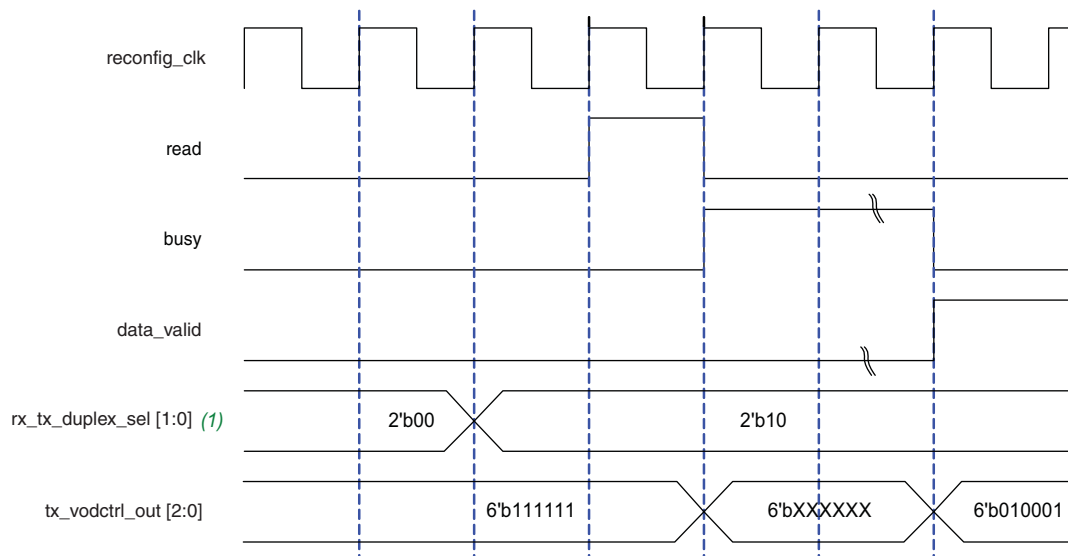 reconfig_clk
read
busy
data_valid
rx_tx_duplex_sel [1:0] (1) 2'b00 2'b10
tx_vodctrl_out [2:0] 6'b111111 6'bXXXXXX 6'b010001